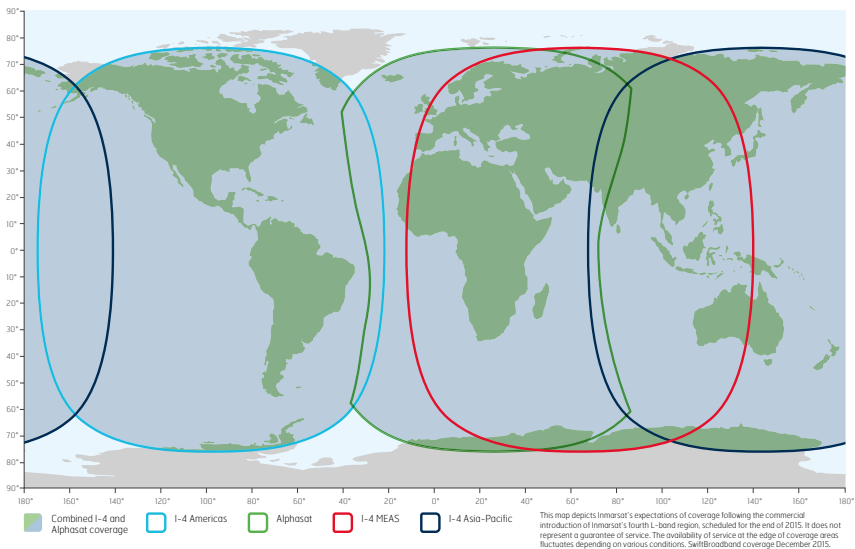 90°
80°
70°
60°
50°
40°
30°
20°
10°
0°
10°
20°
30°
40°
50°
60°
70°
80°
90°
180° 160° 140° 120° 100° 80° 60° 40° 20° 0° 20° 40° 60° 80° 100° 120° 140° 160° 180°
Combined I-4 and
Alphasat coverage
I-4 Americas
Alphasat
I-4 MEAS
I-4 Asia-Pacific
This map depicts Inmarsat's expectations of coverage following the commercial
introduction of Inmarsat's fourth L-band region, scheduled for the end of 2015. It does not
represent a guarantee of service. The availability of service at the edge of coverage areas
fluctuates depending on various conditions. SwiftBroadband coverage December 2015.